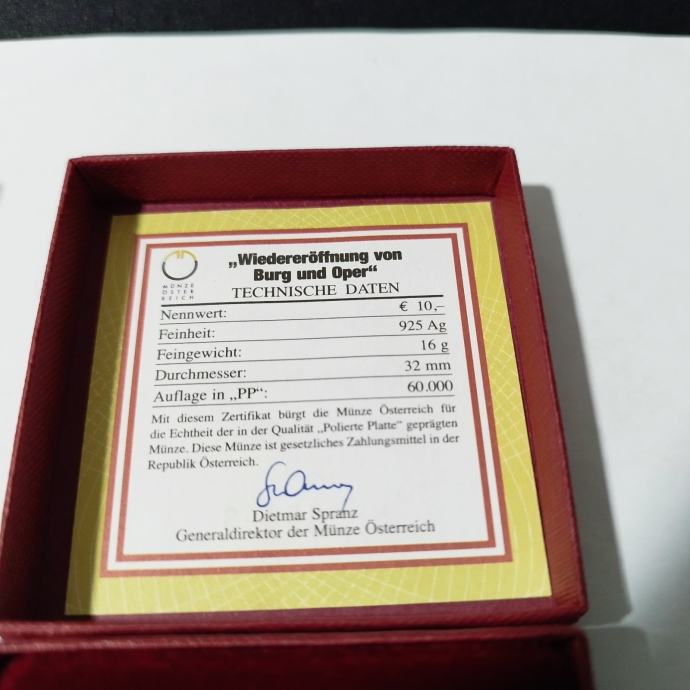 MÜNZE
ÖSTER
REICH
„Wiedereröffnung von
Burg und Oper“
TECHNISCHE DATEN
Nennwert: € 10,–
Feinheit: 925 Ag
Feingewicht: 16 g
Durchmesser: 32 mm
Auflage in „PP“: 60.000
Mit diesem Zertifikat bürgt die Münze Österreich für
die Echtheit der in der Qualität „Polierte Platte“ geprägten
Münze. Diese Münze ist gesetzliches Zahlungsmittel in der
Republik Österreich.
Dietmar Spranz
Generaldirektor der Münze Österreich